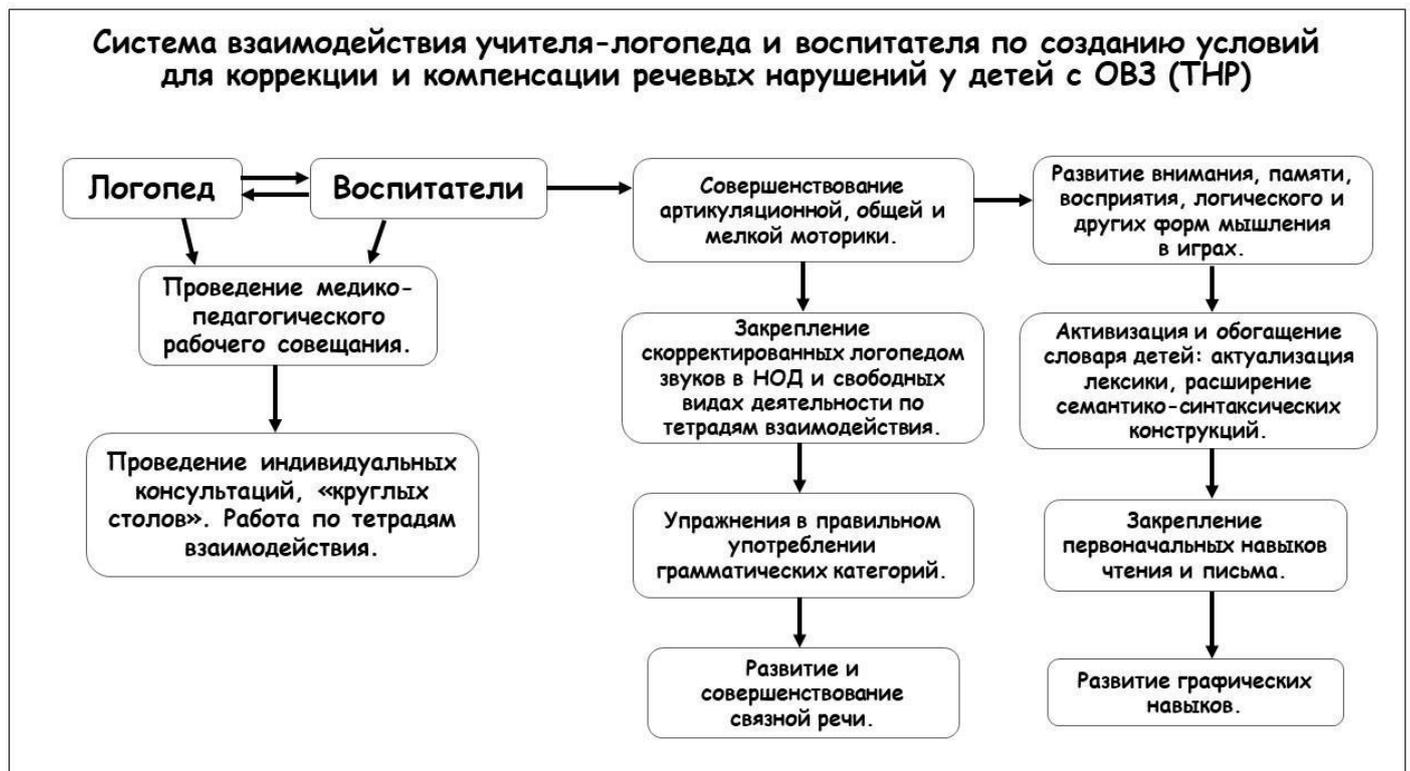 Система взаимодействия учителя-логопеда и воспитателя по созданию условий
для коррекции и компенсации речевых нарушений у детей с ОВЗ (ТНР)
Логопед
Воспитатели
Проведение медико-
педагогического
рабочего совещания.
Проведение индивидуальных
консультаций, «круглых
столов». Работа по тетрадям
взаимодействия.
Совершенствование
артикуляционной, общей и
мелкой моторики.
Закрепление
скорректированных логопедом
звуков в НОД и свободных
видах деятельности по
тетрадям взаимодействия.
Упражнения в правильном
употреблении
грамматических категорий.
Развитие и
совершенствование
связной речи.
Развитие внимания, памяти,
восприятия, логического и
других форм мышления
в играх.
Активизация и обогащение
словаря детей: актуализация
лексики, расширение
семантико-синтаксических
конструкций.
Закрепление
первоначальных навыков
чтения и письма.
Развитие графических
навыков.